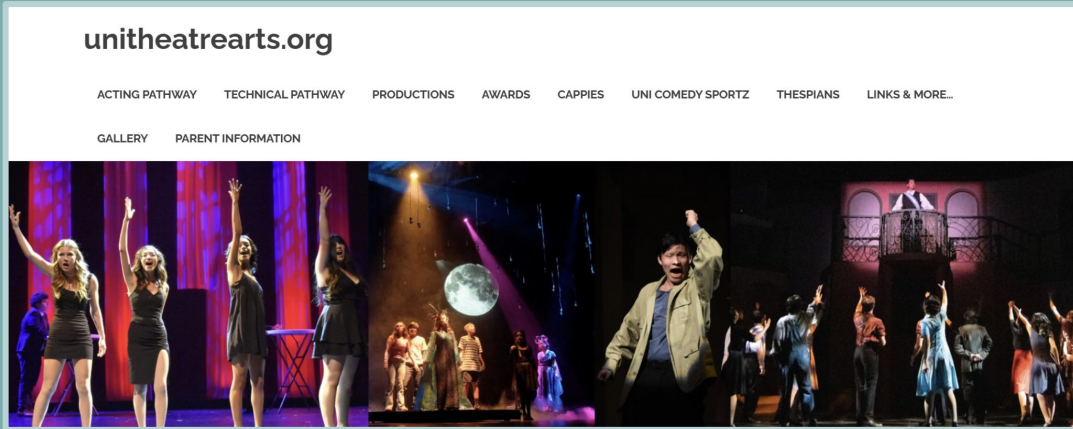 unitheatrearts.org
ACTING PATHWAY TECHNICAL PATHWAY PRODUCTIONS AWARDS CAPPIES UNI COMEDY SPORTZ THESPIANS LINKS & MORE...
GALLERY PARENT INFORMATION